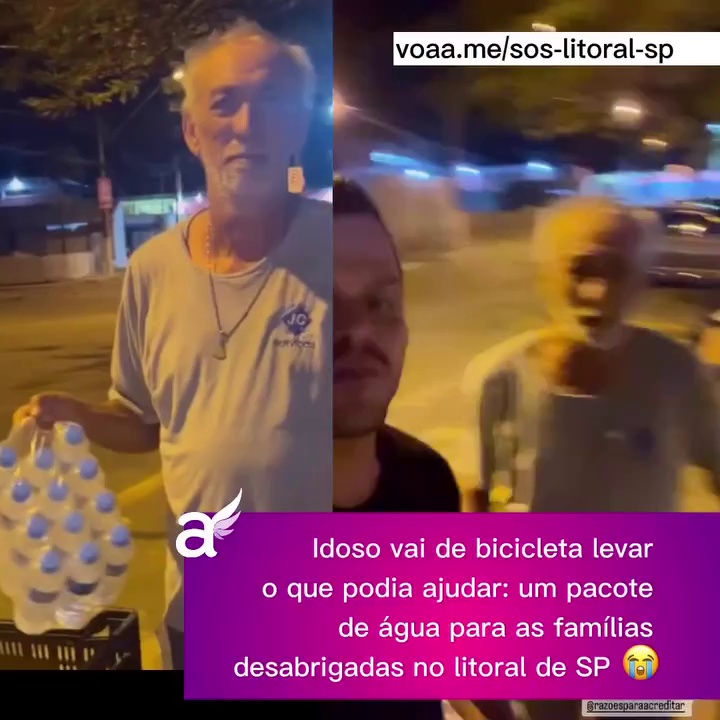 voaa.me/sos-litoral-sp
JC
Idoso vai de bicicleta levar
o que podia ajudar: um pacote
de água para as famílias
desabrigadas no litoral de SP 😭
@razoesparaacreditar